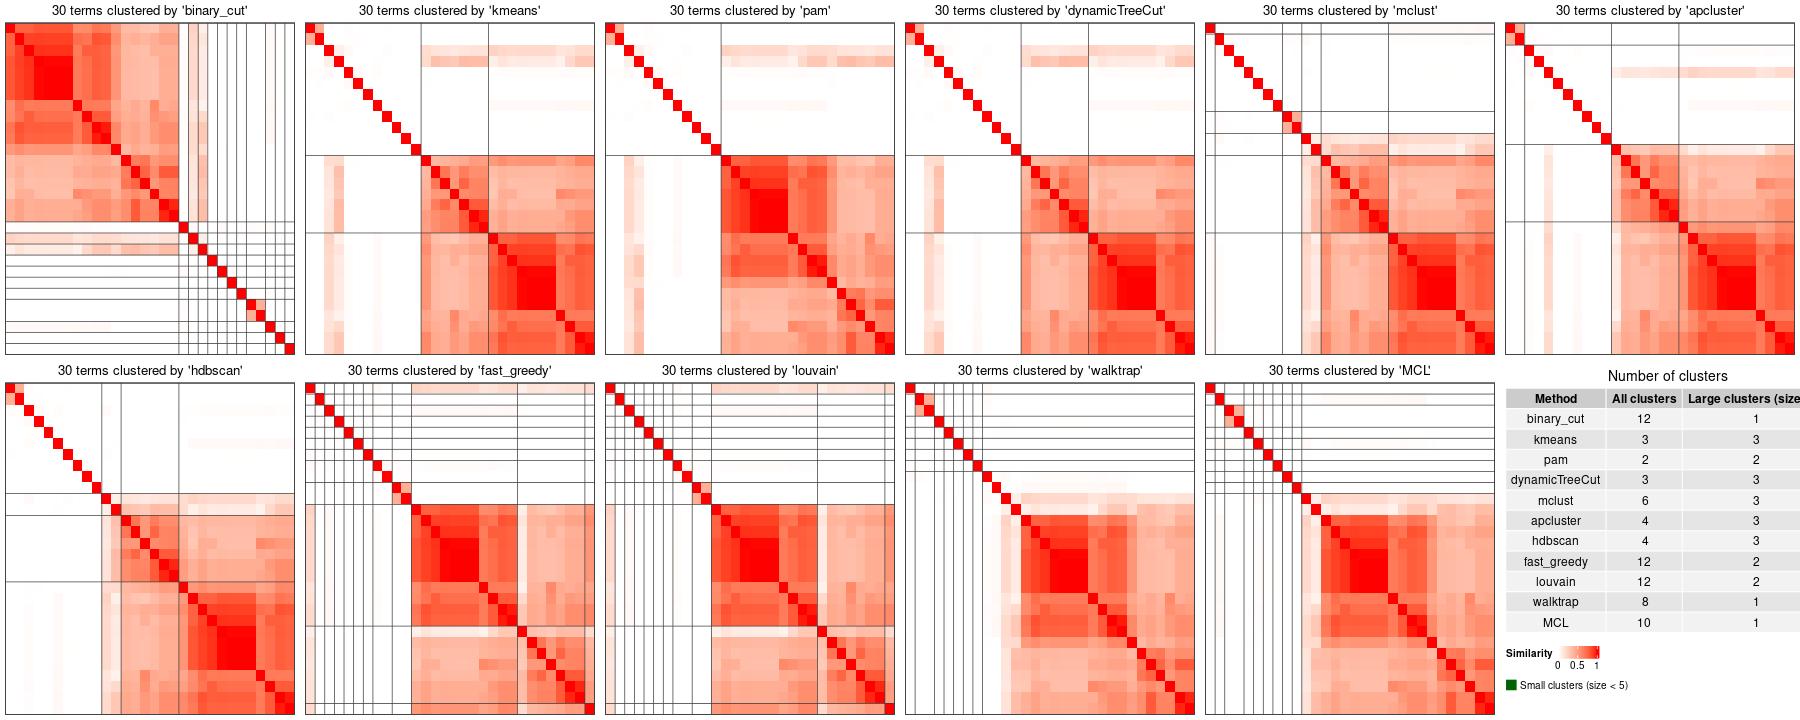 30 terms clustered by 'binary_cut'
30 terms clustered by 'kmeans'
30 terms clustered by 'pam'
30 terms clustered by 'dynamicTreeCut'
30 terms clustered by 'mclust'
30 terms clustered by 'apcluster'
30 terms clustered by 'hdbscan'
30 terms clustered by 'fast_greedy'
30 terms clustered by 'louvain'
30 terms clustered by 'walktrap'
30 terms clustered by 'MCL'
Number of clusters
Method All clusters Large clusters (size
binary_cut 12 1
kmeans 3 3
pam 2 2
dynamicTreeCut 3 3
mclust 6 3
apcluster 4 3
hdbscan 4 3
fast_greedy 12 2
louvain 12 2
walktrap 8 1
MCL 10 1
Similarity
0 0.5 1
Small clusters (size < 5)